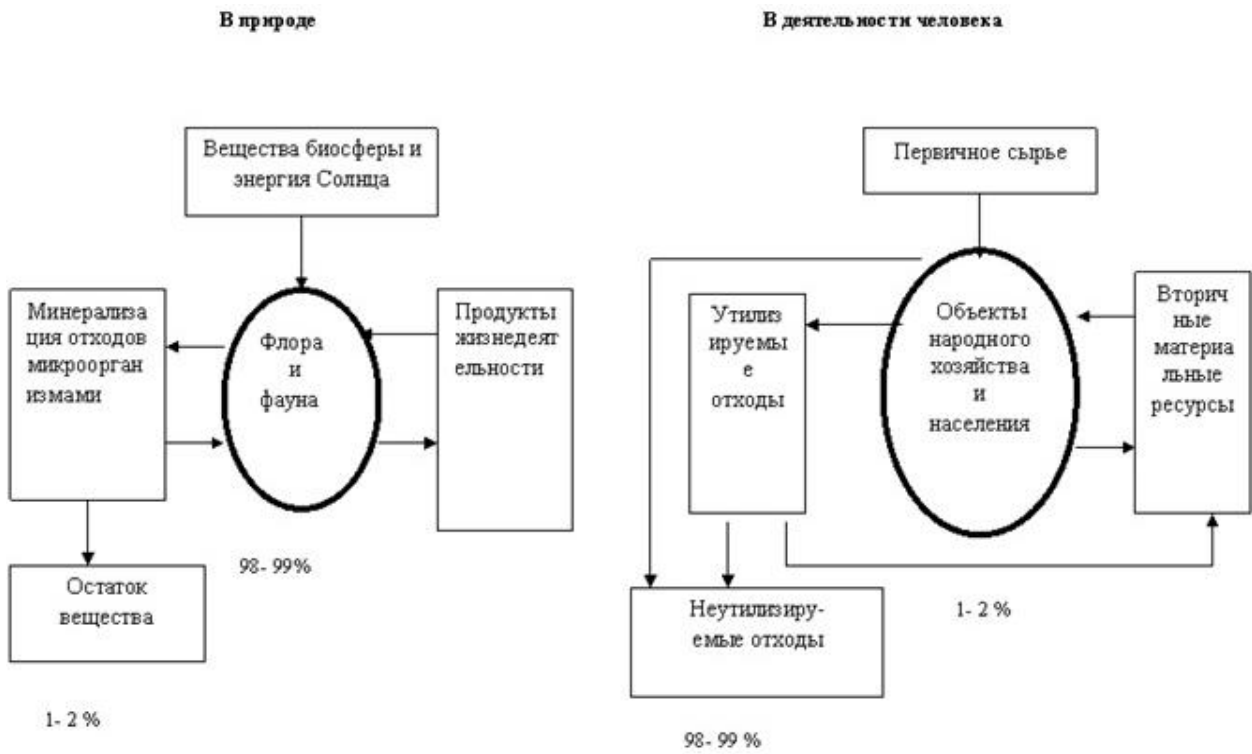 В природе
В деятельности человека
Вещества биосферы и
энергия Солнца
Первичное сырье
Минерализа
ция отходов
микроорган
измами
Флора
и
фауна
Продукты
жизнедеят
ельности
Утилиз
ируемы
е
отходы
Объекты
народного
хозяйства
и
населения
Вторич
ные
материа
льные
ресурсы
98- 99%
Остаток
вещества
1- 2 %
Неутилизиру-
емые отходы
1- 2 %
98- 99 %